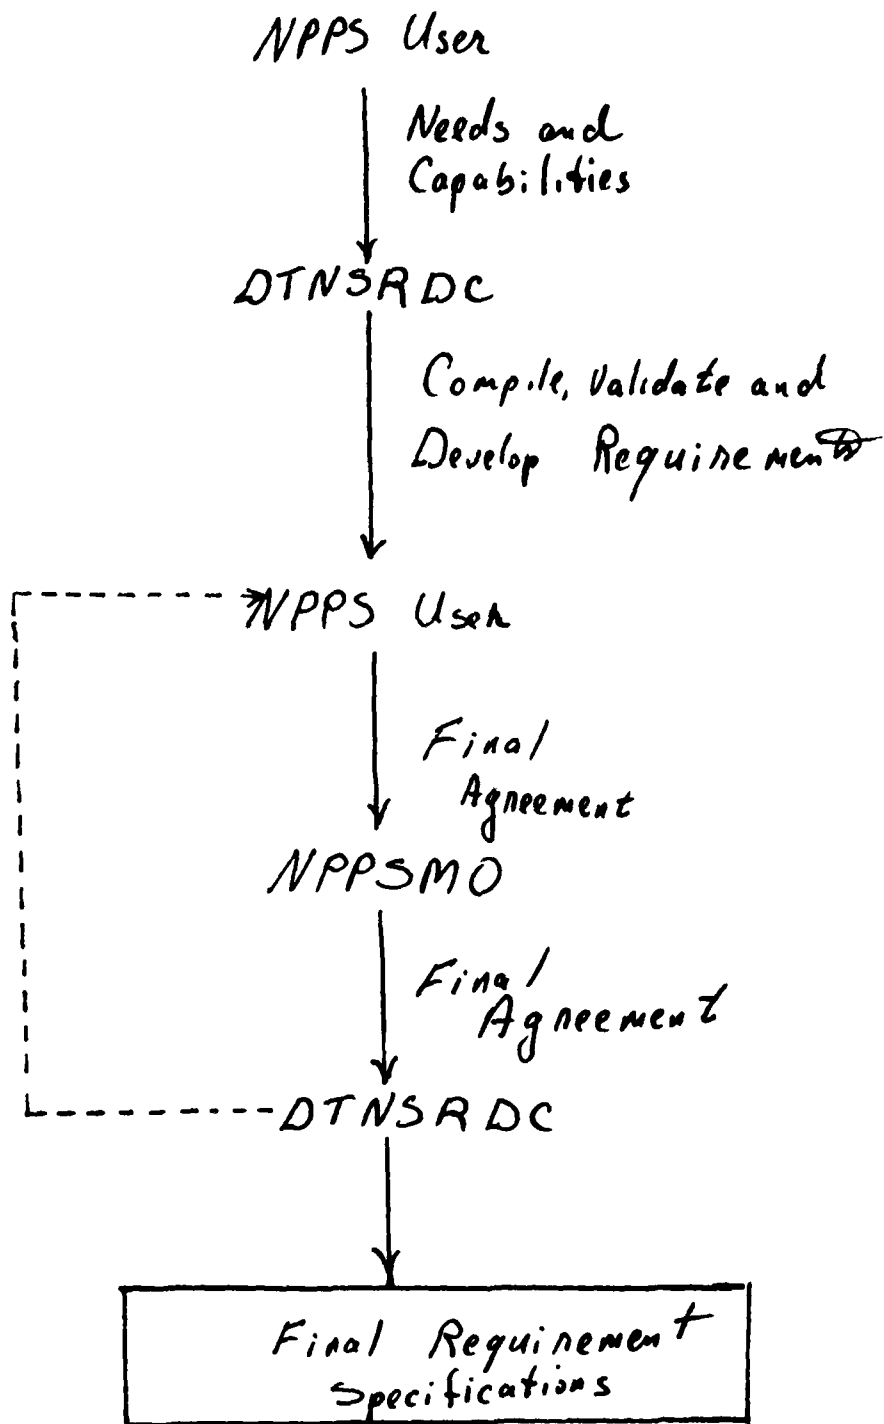 NPPS User
Needs and
Capabilities
DTNSRDC
Compile, Validate and
Develop Requirements
NPPS User
Final
Agreement
NPPSMO
Final
Agreement
DTNSRDC
Final Requirement
Specifications